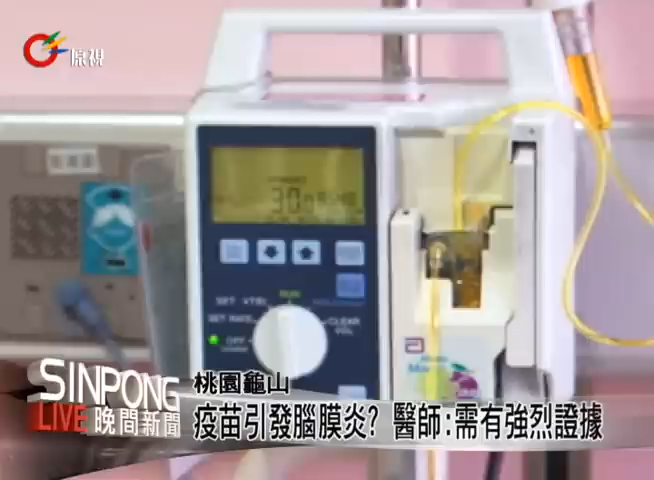 原視
30.0
SET VTBI
RUN
SET RATE
OFF
CLEAR
VOL
SINPONG
LIVE 晚間新聞
桃園龜山
疫苗引發腦膜炎? 醫師:需有強烈證據